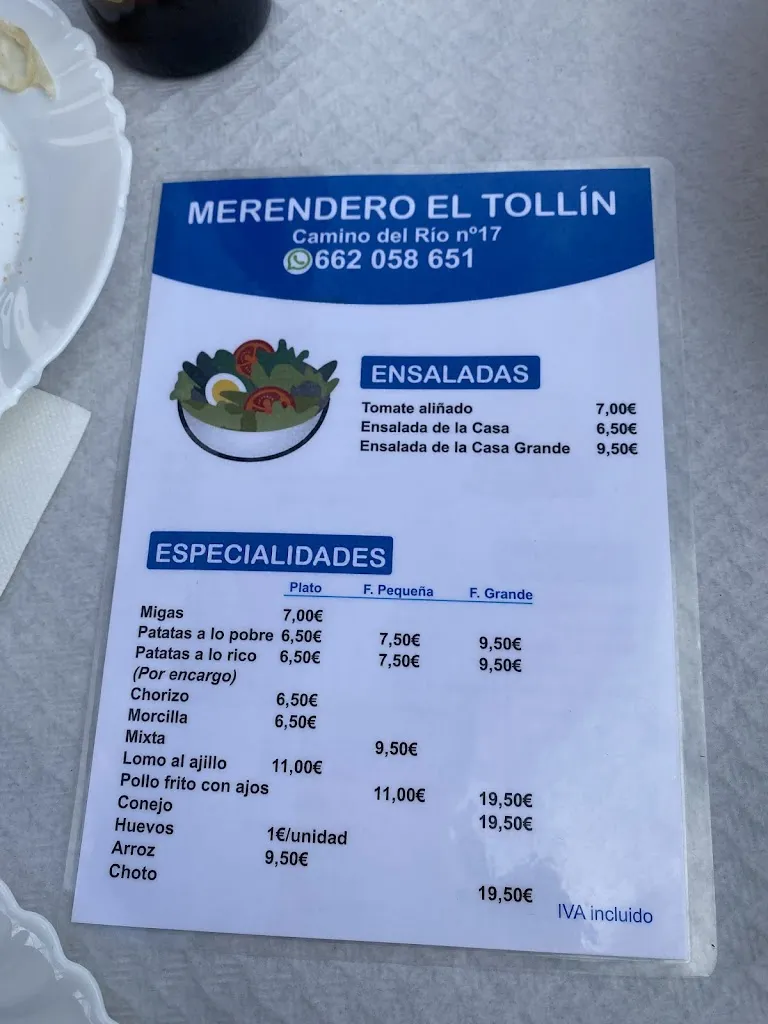 MERENDERO EL TOLLÍN
Camino del Río nº17
662 058 651
ENSALADAS
Tomate aliñado 7,00€
Ensalada de la Casa 6,50€
Ensalada de la Casa Grande 9,50€
ESPECIALIDADES
Plato F. Pequeña F. Grande
Migas 7,00€
Patatas a lo pobre 6,50€ 7,50€ 9,50€
Patatas a lo rico 6,50€ 7,50€ 9,50€
(Por encargo)
Chorizo 6,50€
Morcilla 6,50€
Mixta 9,50€
Lomo al ajillo 11,00€
Pollo frito con ajos 11,00€ 19,50€
Conejo 19,50€
Huevos 1€/unidad
Arroz 9,50€
Choto 19,50€
IVA incluido